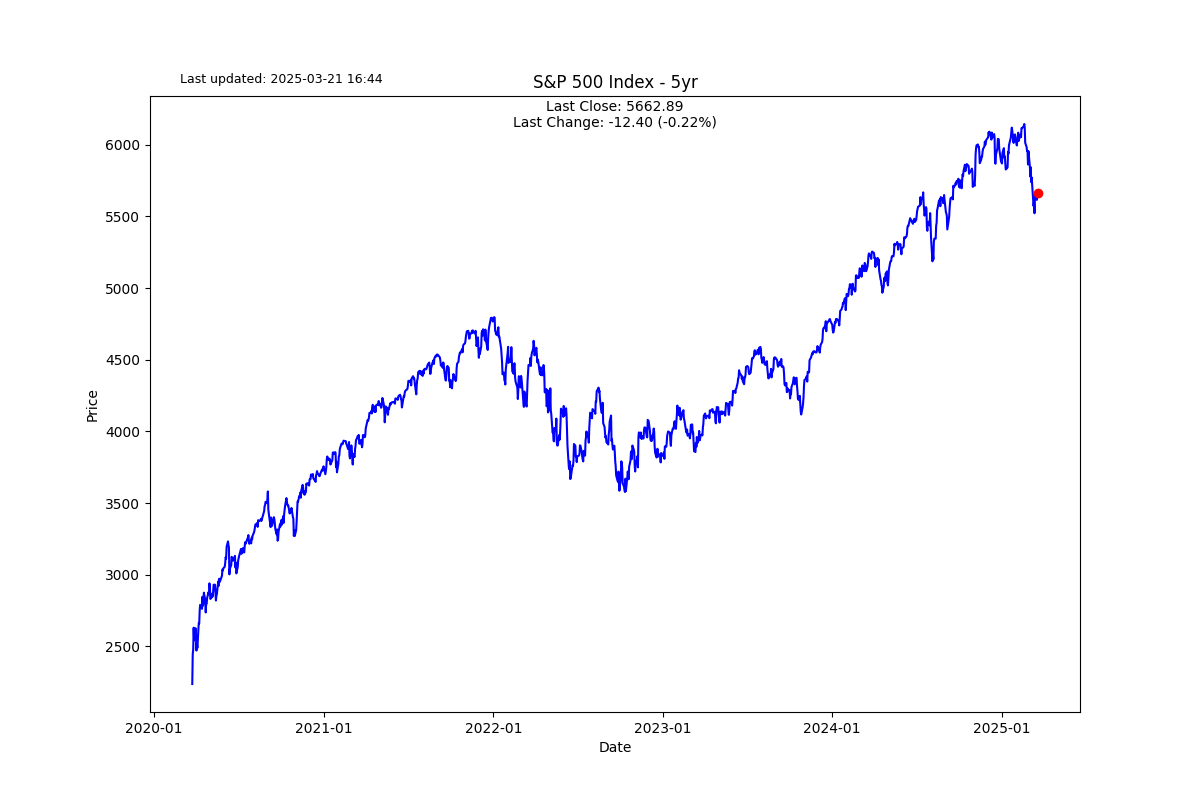 Last updated: 2025-03-21 16:44
S&P 500 Index - 5yr
Last Close: 5662.89
Last Change: -12.40 (-0.22%)
6000
5500
5000
4500
4000
3500
3000
2500
Price
2020-01
2021-01
2022-01
2023-01
2024-01
2025-01
Date